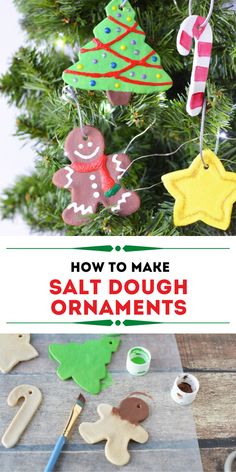 HOW TO MAKE
SALT DOUGH
ORNAMENTS